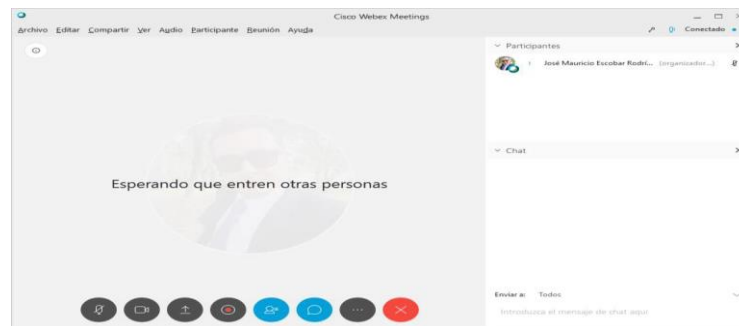 Cisco Webex Meetings
Archivo Editar Compartir Ver Audio Participante Reunión Ayuda
Conectado
Participantes
José Mauricio Escobar Rodrí... (organizador...)
Chat
Esperando que entren otras personas
Enviar a: Todos
Introduzca el mensaje de chat aquí.